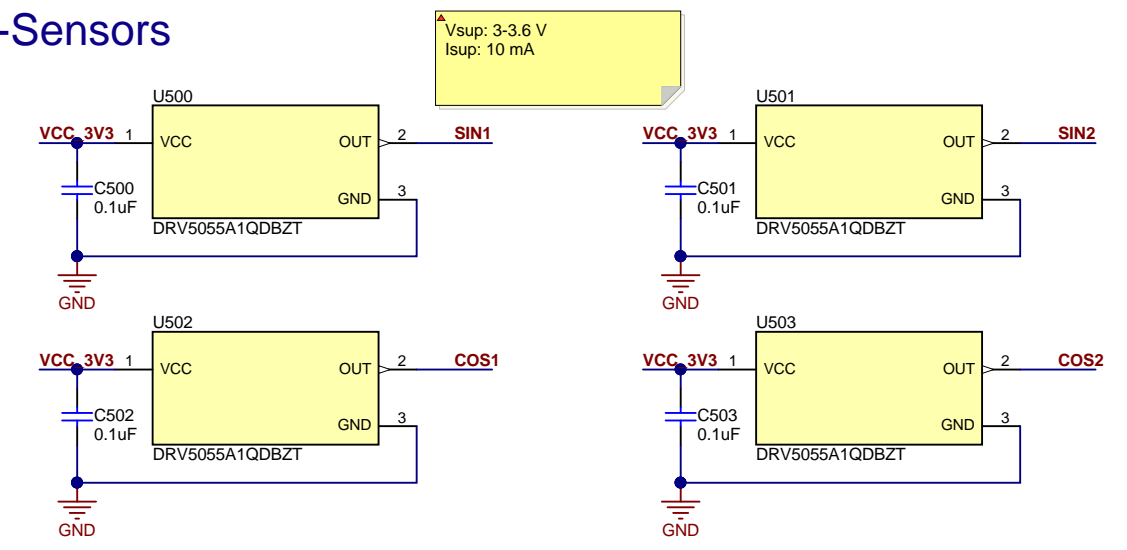 -Sensors
Vsup: 3-3.6 V
Isup: 10 mA
U500
VCC_3V3 1 VCC OUT 2 SIN1
C500
0.1uF
GND 3
DRV5055A1QDBZT
GND
U501
VCC_3V3 1 VCC OUT 2 SIN2
C501
0.1uF
GND 3
DRV5055A1QDBZT
GND
U502
VCC_3V3 1 VCC OUT 2 COS1
C502
0.1uF
GND 3
DRV5055A1QDBZT
GND
U503
VCC_3V3 1 VCC OUT 2 COS2
C503
0.1uF
GND 3
DRV5055A1QDBZT
GND